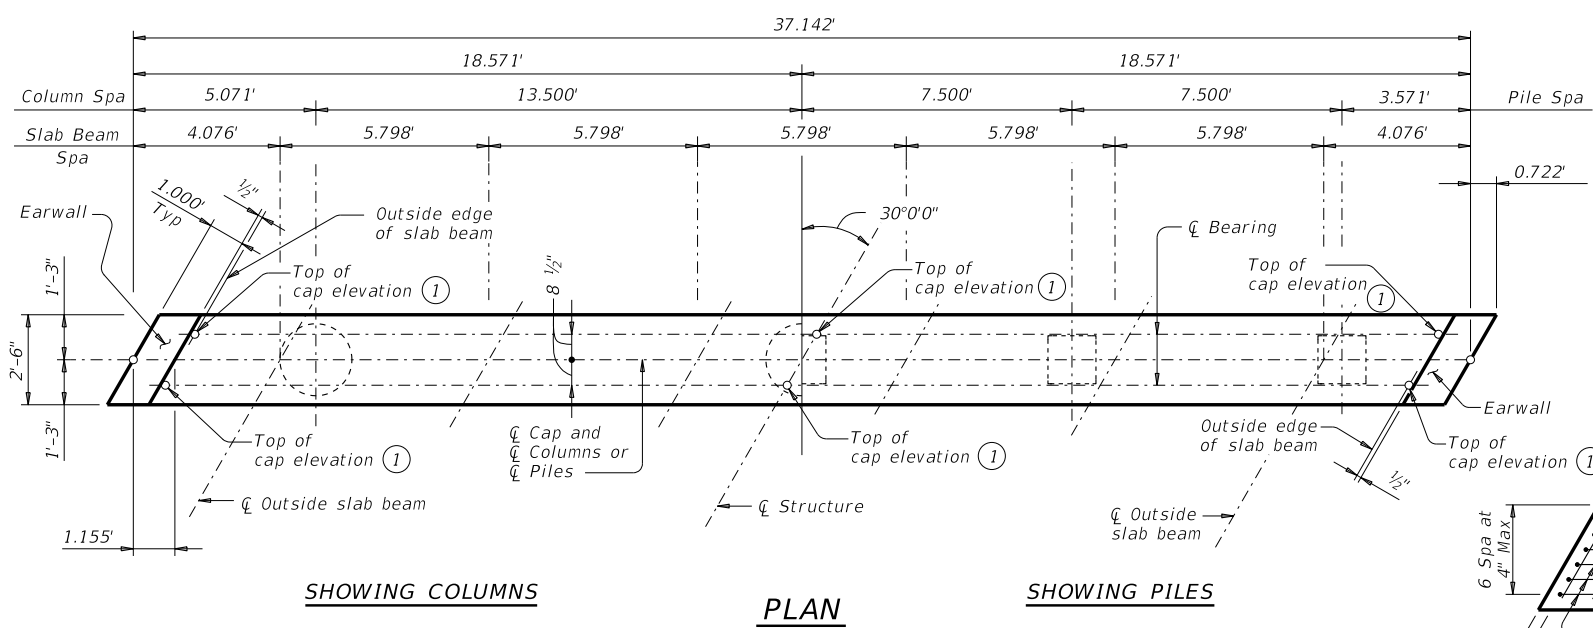 37.142'
18.571'
18.571'
Column Spa
5.071'
13.500'
7.500'
7.500'
3.571'
Pile Spa
Slab Beam
Spa
4.076'
5.798'
5.798'
5.798'
5.798'
5.798'
4.076'
0.722'
1.000'
Typ
½"
Earwall
Outside edge
of slab beam
30°0'0"
℄ Bearing
Top of
cap elevation 1
8 ½"
Top of
cap elevation 1
Top of
cap elevation 1
1'-3"
2'-6"
1'-3"
Top of
cap elevation 1
℄ Cap and
℄ Columns or
℄ Piles
Top of
cap elevation 1
Outside edge
of slab beam
Earwall
Top of
cap elevation 1
½"
℄ Outside slab beam
℄ Structure
℄ Outside
slab beam
1.155'
6 Spa at
4" Max
SHOWING COLUMNS
PLAN
SHOWING PILES